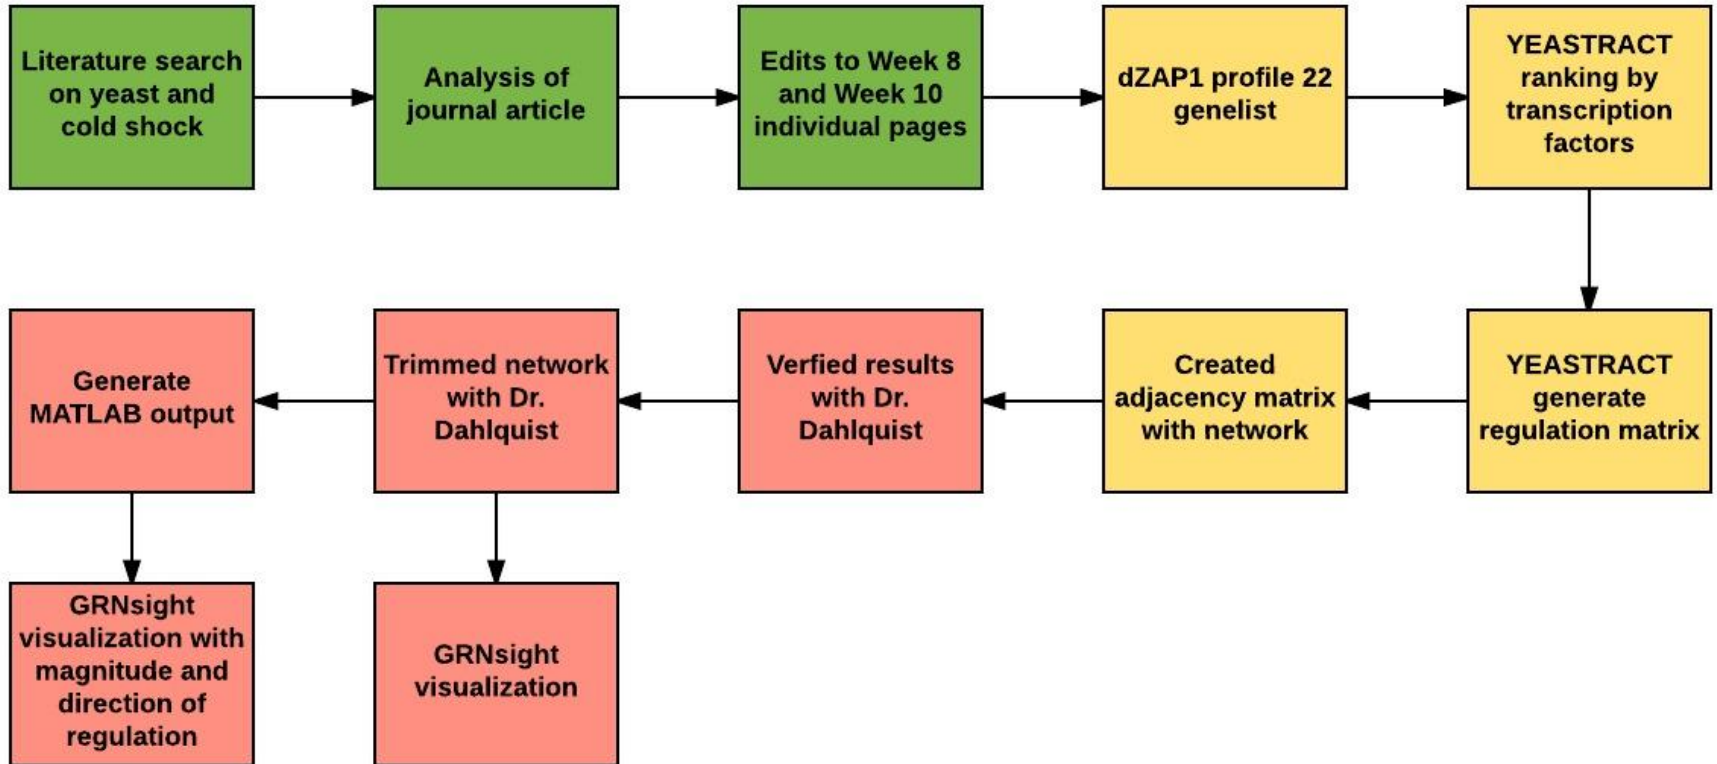 Literature search
on yeast and
cold shock
Analysis of
journal article
Edits to Week 8
and Week 10
individual pages
dZAP1 profile 22
genelist
YEASTRACT
ranking by
transcription
factors
YEASTRACT
generate
regulation matrix
Created
adjacency matrix
with network
Verfied results
with Dr.
Dahlquist
Trimmed network
with Dr.
Dahlquist
Generate
MATLAB output
GRNsight
visualization with
magnitude and
direction of
regulation
GRNsight
visualization